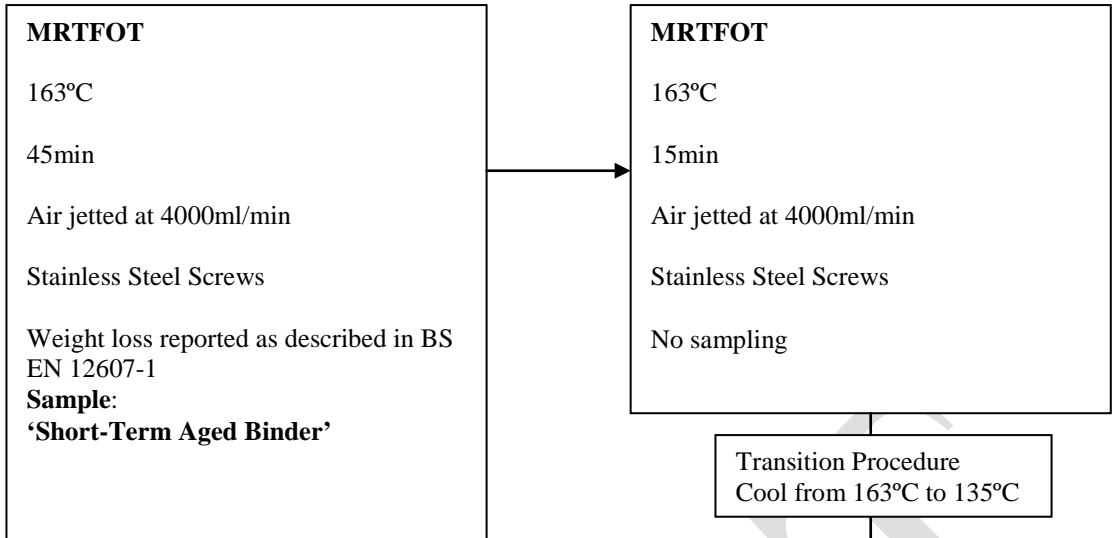 MRTFOT
163ºC
45min
Air jetted at 4000ml/min
Stainless Steel Screws
Weight loss reported as described in BS
EN 12607-1
Sample:
‘Short-Term Aged Binder’
MRTFOT
163ºC
15min
Air jetted at 4000ml/min
Stainless Steel Screws
No sampling
Transition Procedure
Cool from 163ºC to 135ºC